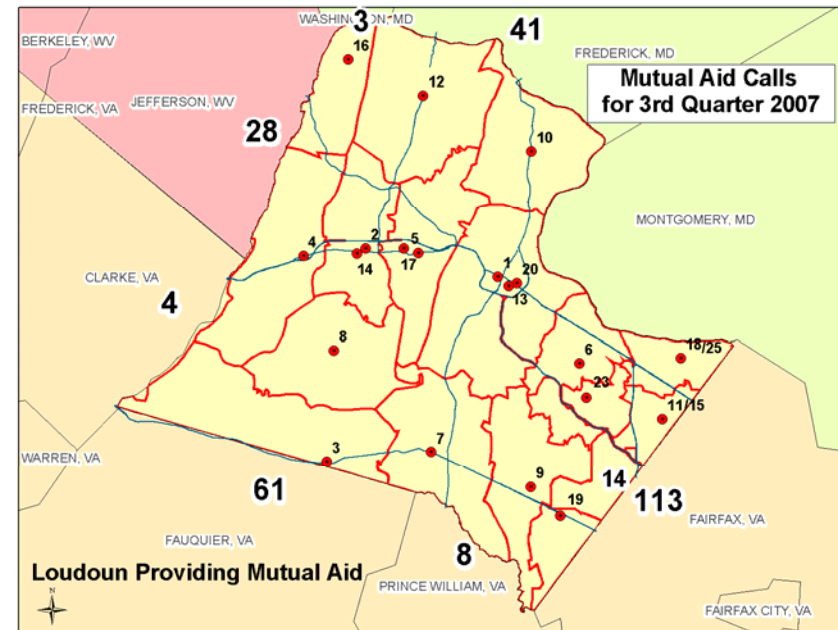 WASHINGTON, MD
3
41
BERKELEY, WV
16
FREDERICK, MD
Mutual Aid Calls
for 3rd Quarter 2007
12
JEFFERSON, WV
FREDERICK, VA
28
10
MONTGOMERY, MD
4
2
5
14
17
1
20
13
CLARKE, VA
4
8
6
18/25
23
11/15
WARREN, VA
3
7
61
9
14
113
19
FAIRFAX, VA
FAUQUIER, VA
8
Loudoun Providing Mutual Aid
PRINCE WILLIAM, VA
N
FAIRFAX CITY, VA